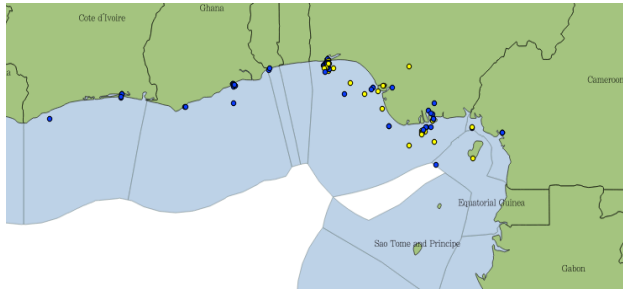 Ghana
Cote d'Ivoire
a
Cameroon
Equatorial Guinea
Sao Tome and Principe
Gabon